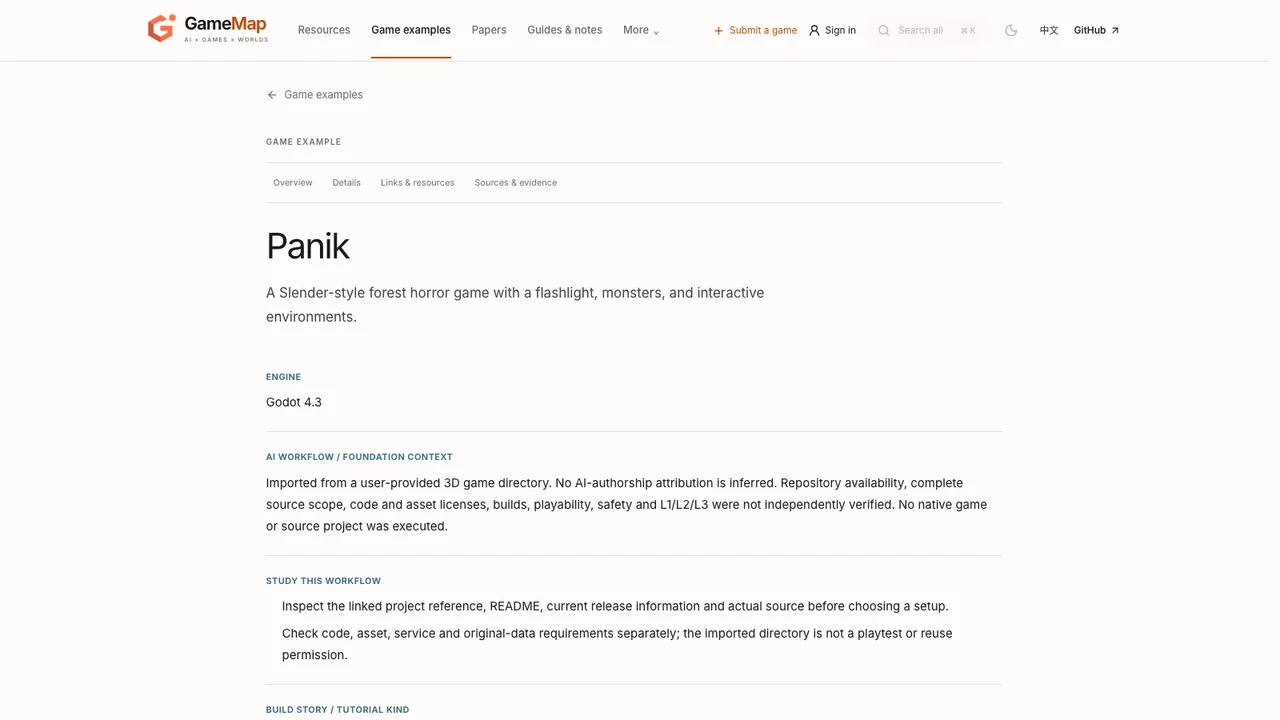 GameMap
AI × GAMES × WORLDS
Resources
Game examples
Papers
Guides & notes
More
+ Submit a game
Sign in
Search all
⌘ K
中文
GitHub ↗
← Game examples
GAME EXAMPLE
Overview
Details
Links & resources
Sources & evidence
Panik
A Slender-style forest horror game with a flashlight, monsters, and interactive
environments.
ENGINE
Godot 4.3
AI WORKFLOW / FOUNDATION CONTEXT
Imported from a user-provided 3D game directory. No AI-authorship attribution is inferred. Repository availability, complete
source scope, code and asset licenses, builds, playability, safety and L1/L2/L3 were not independently verified. No native game
or source project was executed.
STUDY THIS WORKFLOW
Inspect the linked project reference, README, current release information and actual source before choosing a setup.
Check code, asset, service and original-data requirements separately; the imported directory is not a playtest or reuse
permission.
BUILD STORY / TUTORIAL KIND